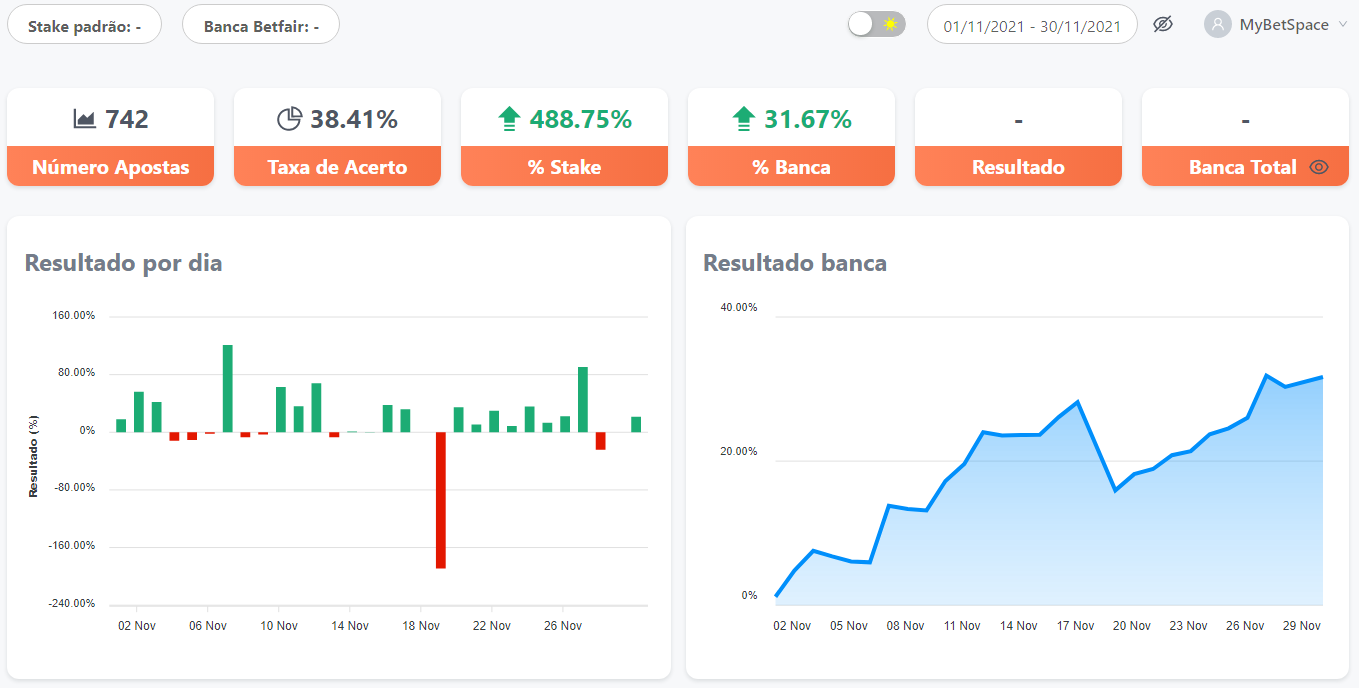 Stake padrão: -
Banca Betfair: -
01/11/2021 - 30/11/2021
MyBetSpace
742
Número Apostas
38.41%
Taxa de Acerto
488.75%
% Stake
31.67%
% Banca
-
Resultado
-
Banca Total
Resultado por dia
160.00%
80.00%
0%
-80.00%
-160.00%
-240.00%
Resultado (%)
02 Nov
06 Nov
10 Nov
14 Nov
18 Nov
22 Nov
26 Nov
Resultado banca
40.00%
20.00%
0%
02 Nov
05 Nov
08 Nov
11 Nov
14 Nov
17 Nov
20 Nov
23 Nov
26 Nov
29 Nov